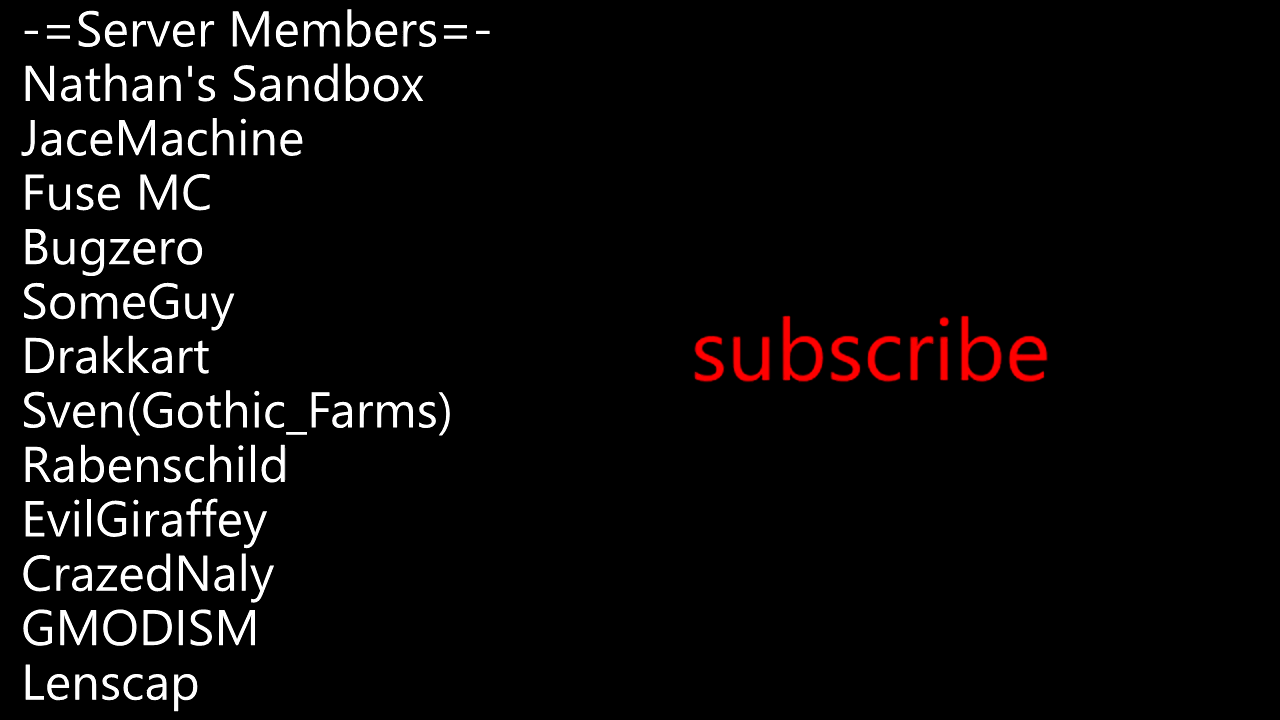 -=Server Members=-
Nathan's Sandbox
JaceMachine
Fuse MC
Bugzero
SomeGuy
Drakkart
Sven(Gothic_Farms)
Rabenschild
EvilGiraffey
CrazedNaly
GMODISM
Lenscap
subscribe